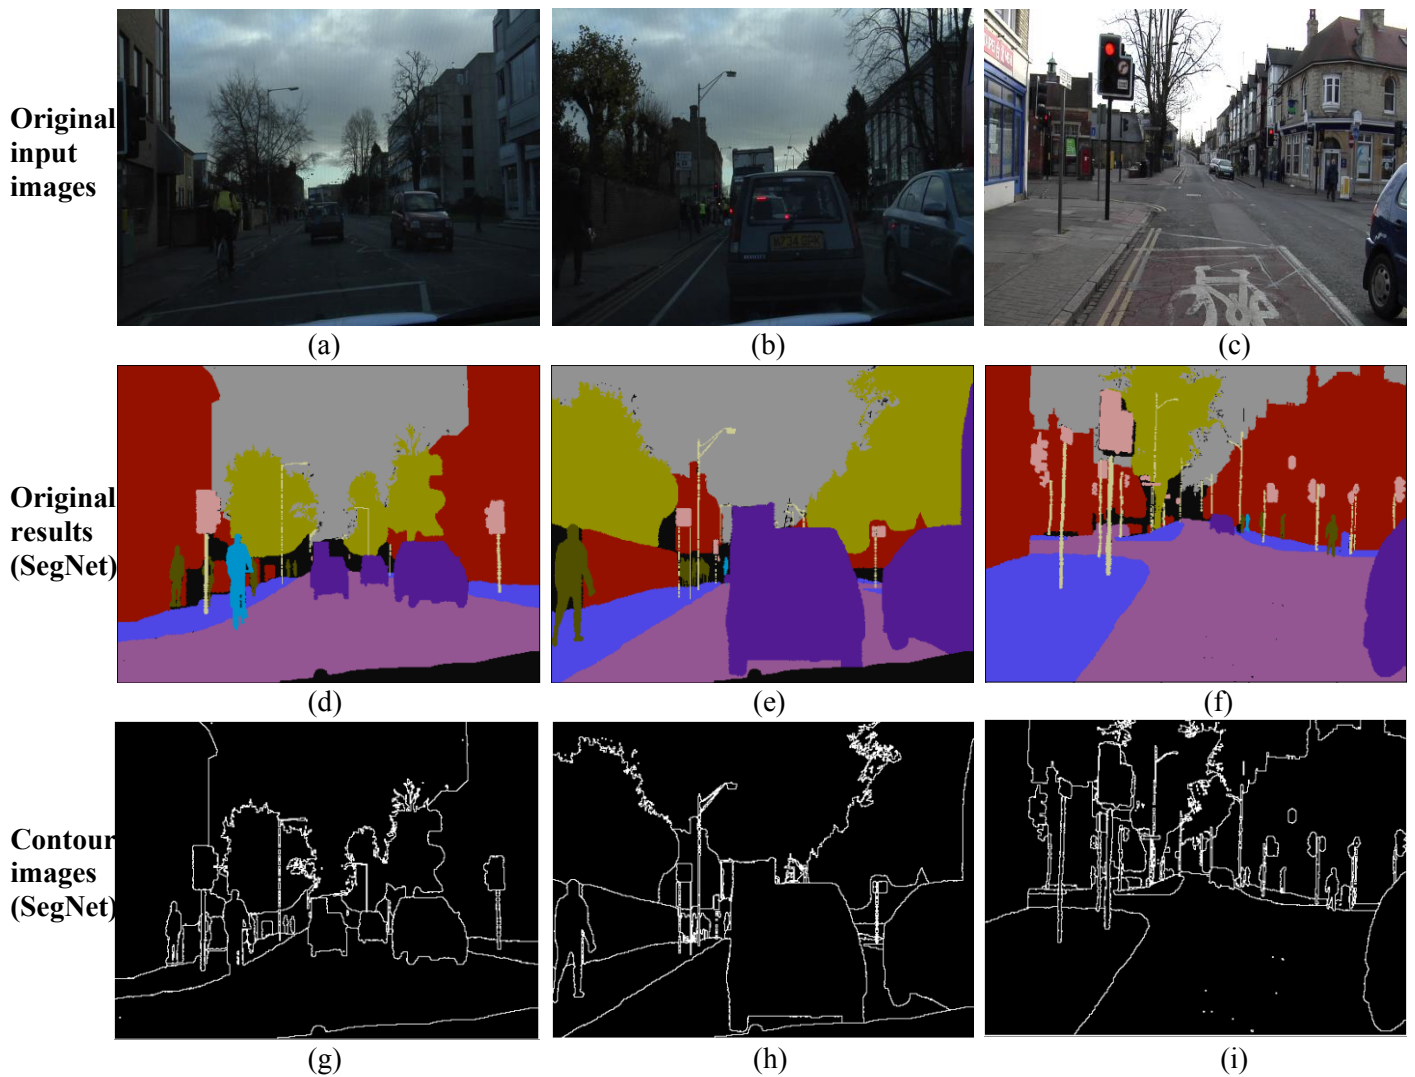 Original
input
images
(a)
(b)
(c)
Original
results
(SegNet)
(d)
(e)
(f)
Contour
images
(SegNet)
(g)
(h)
(i)